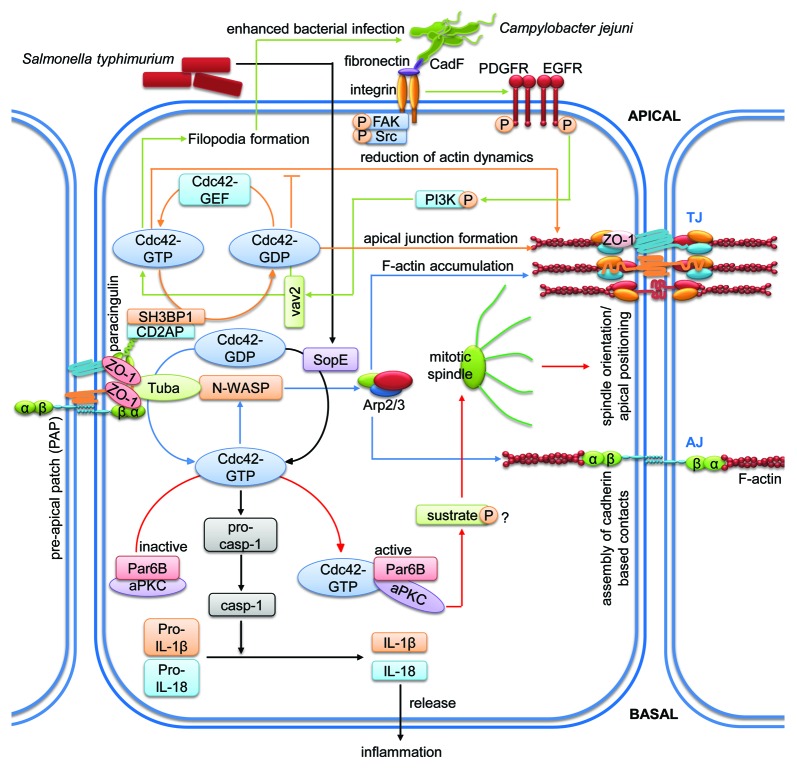 enhanced bacterial infection
Campylobacter jejuni
Salmonella typhimurium
fibronectin
CadF
integrin
PDGFR
EGFR
APICAL
P
FAK
P
Src
P
P
Filopodia formation
reduction of actin dynamics
Cdc42-
GEF
PI3K
P
TJ
Cdc42-
GTP
Cdc42-
GDP
apical junction formation
ZO-1
F-actin accumulation
vav2
paracingulin
SH3BP1
CD2AP
Cdc42-
GDP
SopE
mitotic
spindle
spindle orientation/
apical positioning
ZO-1
ZO-1
Tuba
N-WASP
Arp2/3
α
β
β
α
pre-apical patch (PAP)
AJ
Cdc42-
GTP
α
β
β
α
F-actin
assembly of cadherin
based contacts
pro-
casp-1
sustrate
P
?
inactive
Par6B
aPKC
active
Cdc42-
GTP
Par6B
aPKC
casp-1
Pro-
IL-1β
Pro-
IL-18
IL-1β
IL-18
release
BASAL
inflammation